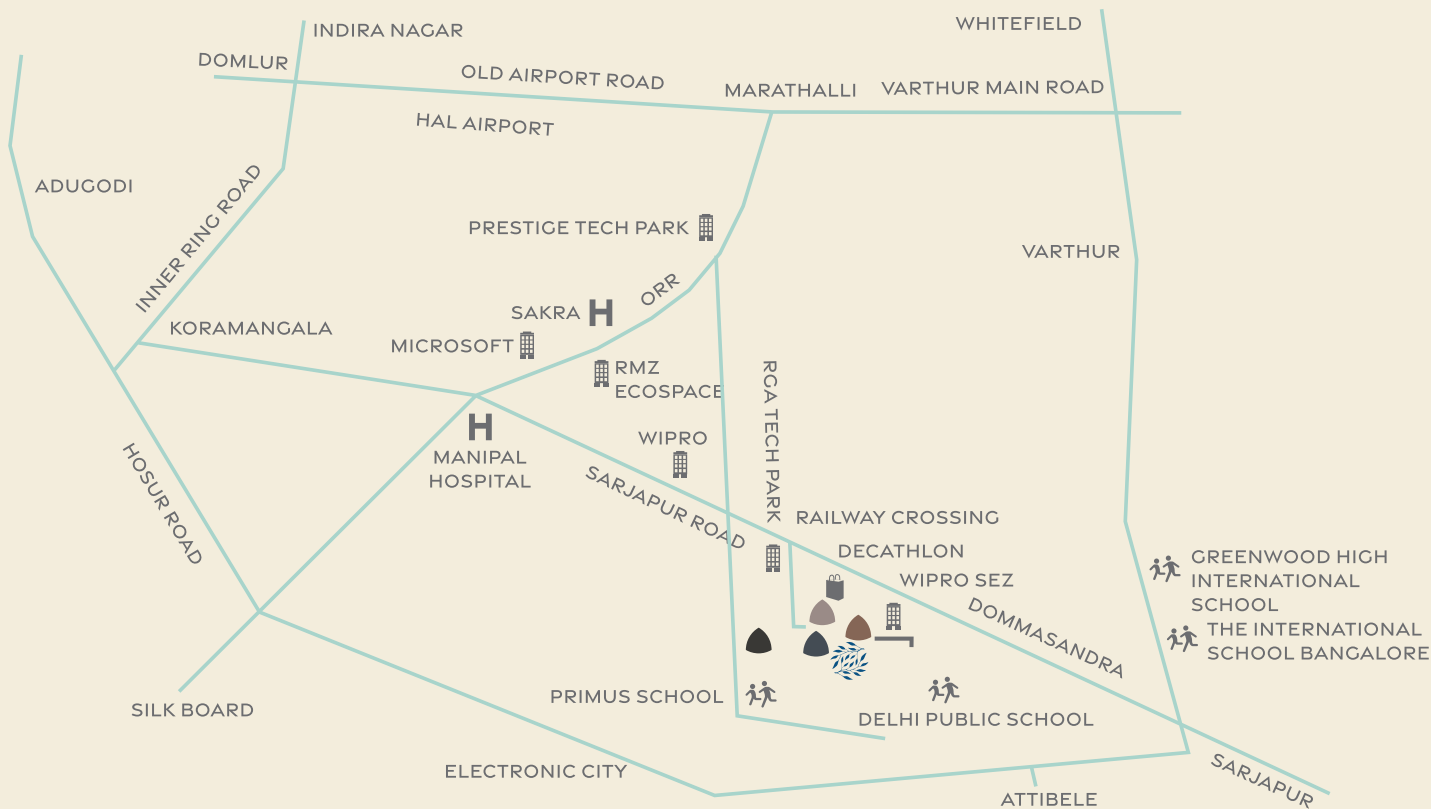 WHITEFIELD
INDIRA NAGAR
DOMLUR
OLD AIRPORT ROAD
MARATHALLI
VARTHUR MAIN ROAD
HAL AIRPORT
ADUGODI
INNER RING ROAD
PRESTIGE TECH PARK
VARTHUR
ORR
SAKRA
H
KORAMANGALA
MICROSOFT
RMZ
ECOSPACE
RGA TECH PARK
H
MANIPAL
HOSPITAL
WIPRO
HOSUR ROAD
SARJAPUR ROAD
RAILWAY CROSSING
DECATHLON
WIPRO SEZ
GREENWOOD HIGH
INTERNATIONAL
SCHOOL
DOMMASANDRA
THE INTERNATIONAL
SCHOOL BANGALORE
PRIMUS SCHOOL
SILK BOARD
DELHI PUBLIC SCHOOL
ELECTRONIC CITY
SARJAPUR
ATTIBELE